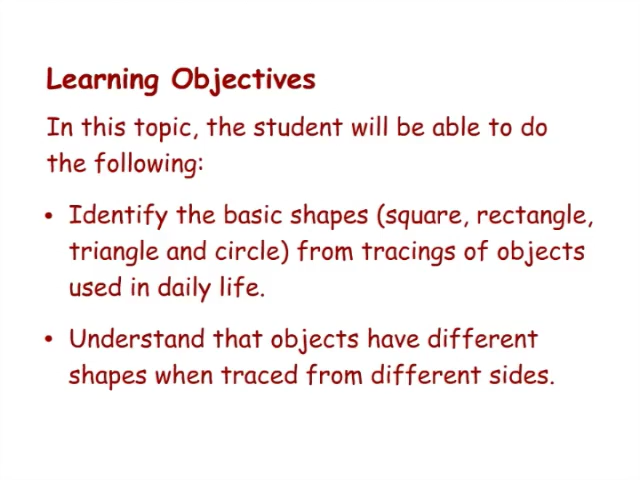 Learning Objectives
In this topic, the student will be able to do
the following:
• Identify the basic shapes (square, rectangle,
triangle and circle) from tracings of objects
used in daily life.
• Understand that objects have different
shapes when traced from different sides.